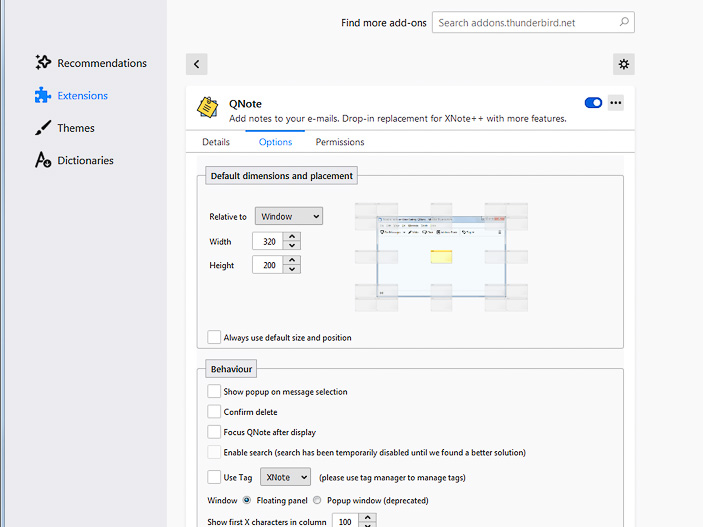 Find more add-ons
Search addons.thunderbird.net
Recommendations
Extensions
Themes
Dictionaries
QNote
Add notes to your e-mails. Drop-in replacement for XNote++ with more features.
Details Options Permissions
Default dimensions and placement
Relative to Window
Width 320
Height 200
Always use default size and position
Behaviour
Show popup on message selection
Confirm delete
Focus QNote after display
Enable search (search has been temporarily disabled until we found a better solution)
Use Tag XNote (please use tag manager to manage tags)
Window Floating panel Popup window (deprecated)
Show first X characters in column 100